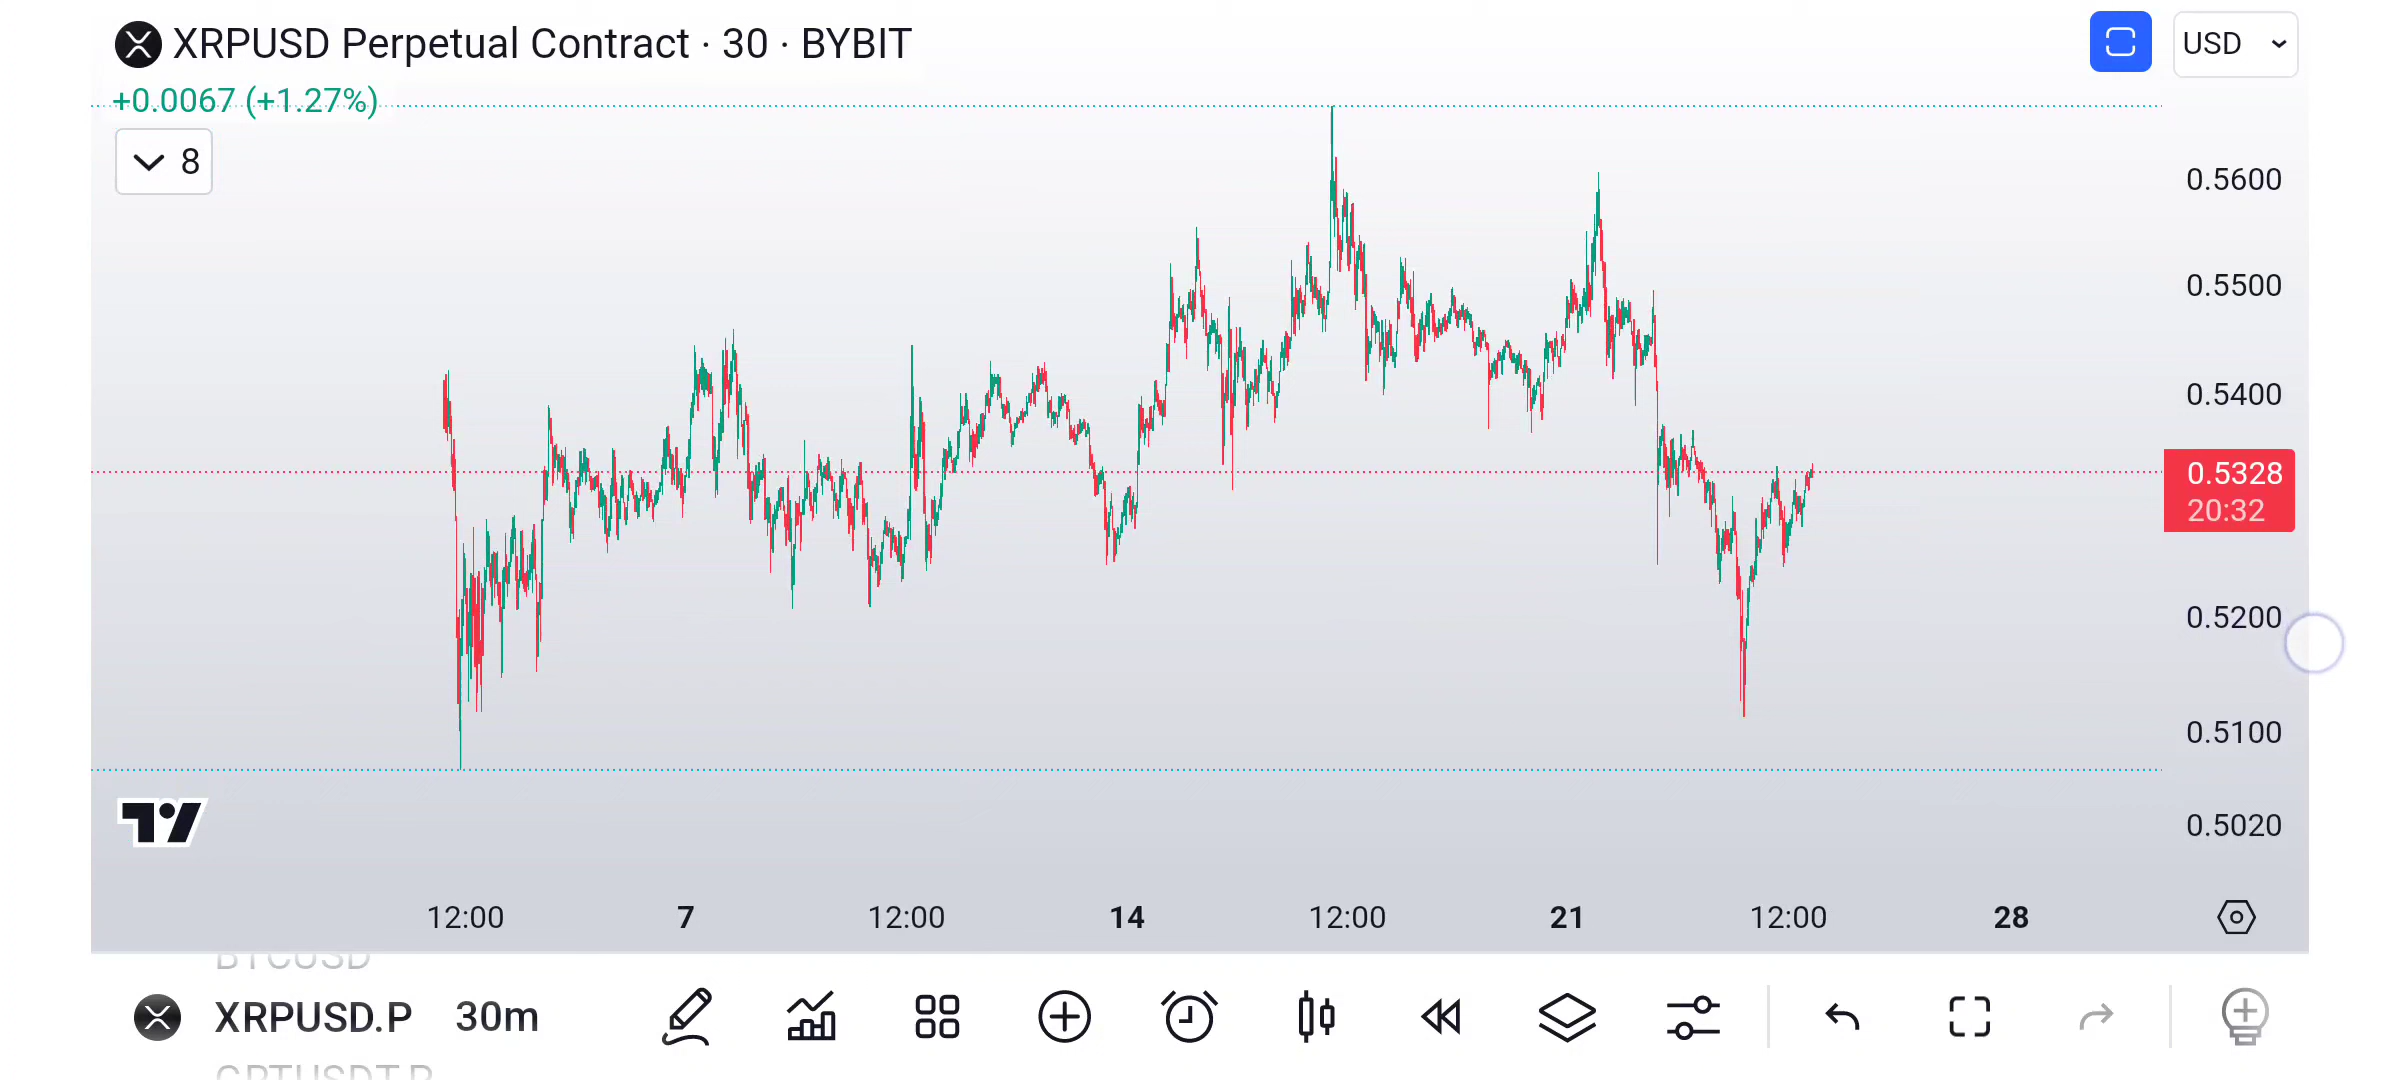 XRPUSD Perpetual Contract · 30 · BYBIT
USD
+0.0067 (+1.27%)
8
0.5600
0.5500
0.5400
0.5328
20:32
0.5200
0.5100
0.5020
12:00 7 12:00 14 12:00 21 12:00 28
BTCUSD
XRPUSD.P 30m